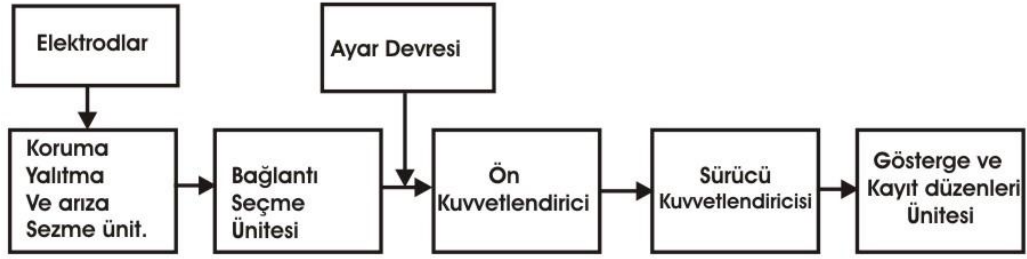 Elektrodlar
Ayar Devresi
Koruma
Yalıtma
Ve arıza
Sezme ünit.
Bağlantı
Seçme
Ünitesi
Ön
Kuvvetlendirici
Sürücü
Kuvvetlendiricisi
Gösterge ve
Kayıt düzenleri
Ünitesi